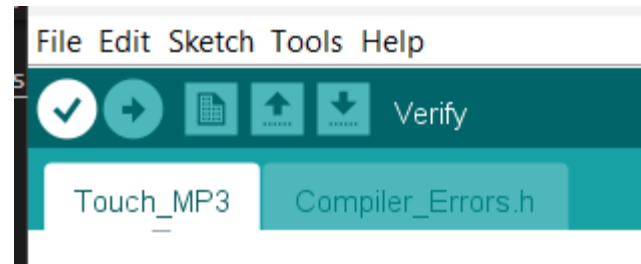 File Edit Sketch Tools Help
s
Verify
Touch_MP3 Compiler_Errors.h